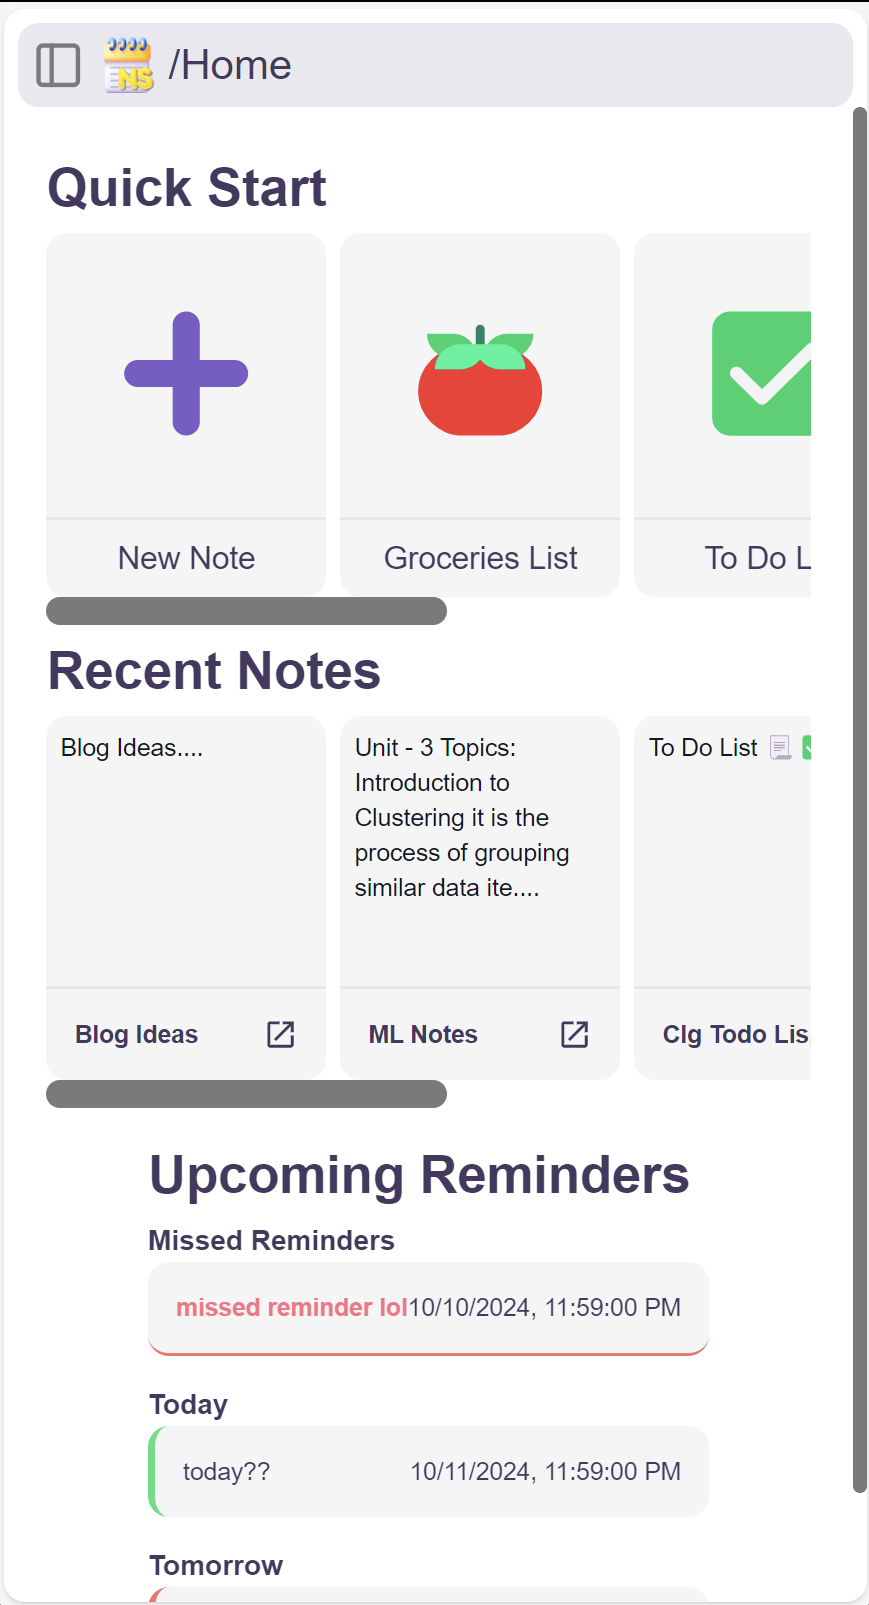 NS
/Home
Quick Start
New Note
Groceries List
To Do L
Recent Notes
Blog Ideas....
Unit - 3 Topics:
Introduction to
Clustering it is the
process of grouping
similar data ite....
To Do List
Blog Ideas
ML Notes
Clg Todo Lis
Upcoming Reminders
Missed Reminders
missed reminder lol10/10/2024, 11:59:00 PM
Today
today?? 10/11/2024, 11:59:00 PM
Tomorrow